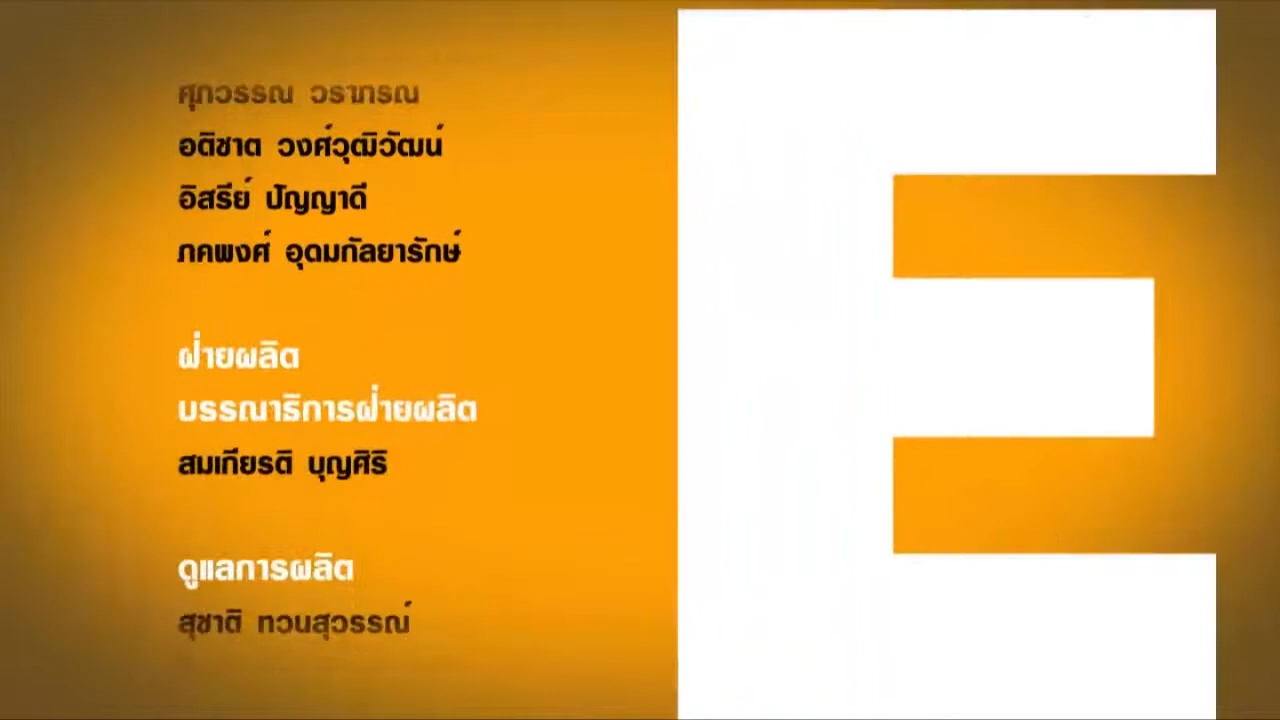 ศุภวรรณ วราภรณ
อดิชาต วงศ์วุฒิวัฒน์
อิสรีย์ ปัญญาดี
ภคพงศ์ อุดมกัลยารักษ์
ฝ่ายผลิต
บรรณาธิการฝ่ายผลิต
สมเกียรติ บุญศิริ
ดูแลการผลิต
สุชาติ ทวนสุวรรณ์
E